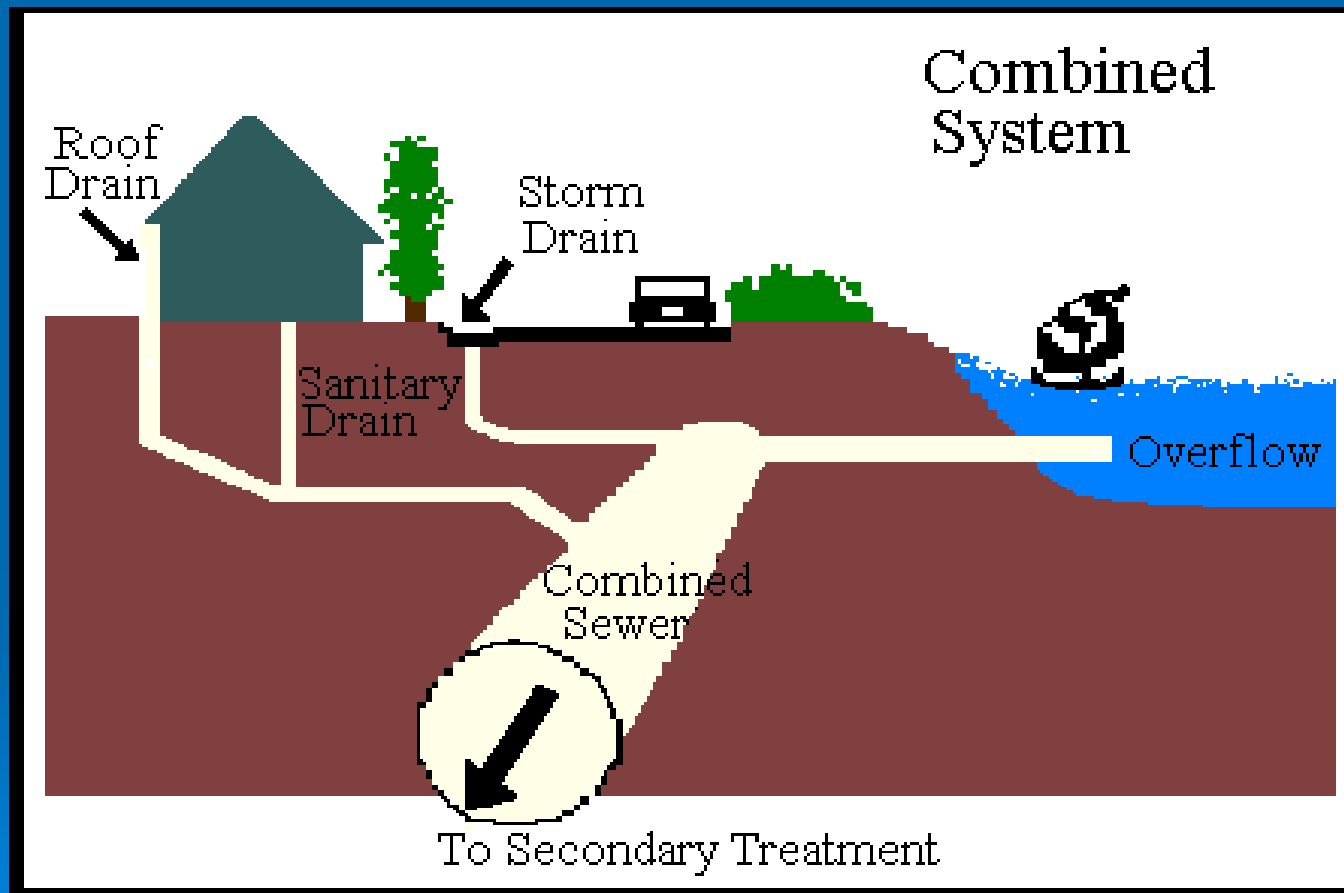 Combined
System
Roof
Drain
Storm
Drain
Sanitary
Drain
Overflow
Combined
Sewer
To Secondary Treatment